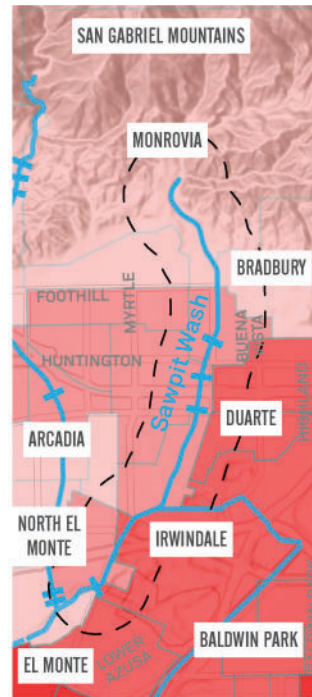 SAN GABRIEL MOUNTAINS
MONROVIA
BRADBURY
FOOTHILL
MYRTLE
BUENA
VISTA
Sawpit Wash
HUNTINGTON
HIGHLAND
DUARTE
ARCADIA
NORTH EL
MONTE
IRWINDALE
BALDWIN PARK
LOWER
AZUSA
EL MONTE